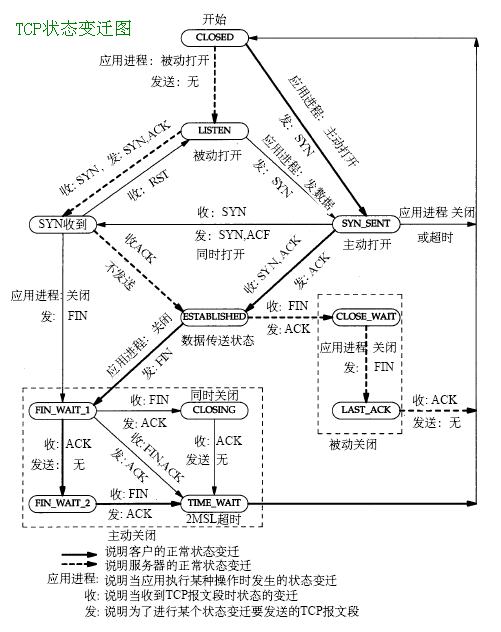 TCP状态变迁图
开始
CLOSED
应用进程：被动打开
发送：无
应用进程：主动打开
发：SYN
LISTEN
被动打开
收: SYN，发: SYN,ACK
收：RST
应用进程：发数据
发：SYN
SYN收到
收：SYN
发：SYN,ACF
同时打开
SYN_SENT
主动打开
应用进程 关闭
或超时
收ACK
不发送
收: SYN,ACK
发: ACK
应用进程: 关闭
发: FIN
ESTABLISHED
数据传送状态
收: FIN
发: ACK
CLOSE_WAIT
应用进程: 关闭
发: FIN
应用进程 关闭
发： FIN
LAST_ACK
被动关闭
收: ACK
发送：无
FIN_WAIT_1
收: FIN
发: ACK
同时关闭
CLOSING
收: ACK
发送： 无
收: FIN,ACK
发: ACK
收: ACK
发送 无
FIN_WAIT_2
收: FIN
发: ACK
TIME_WAIT
2MSL超时
主动关闭
说明客户的正常状态变迁
说明服务器的正常状态变迁
应用进程: 说明当应用执行某种操作时发生的状态变迁
收: 说明当收到TCP报文段时状态的变迁
发: 说明为了进行某个状态变迁要发送的TCP报文段